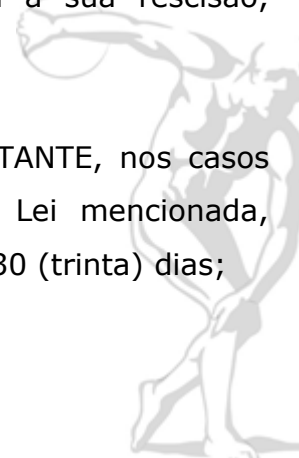 a sua rescisão,
TANTE, nos casos
Lei mencionada,
30 (trinta) dias;